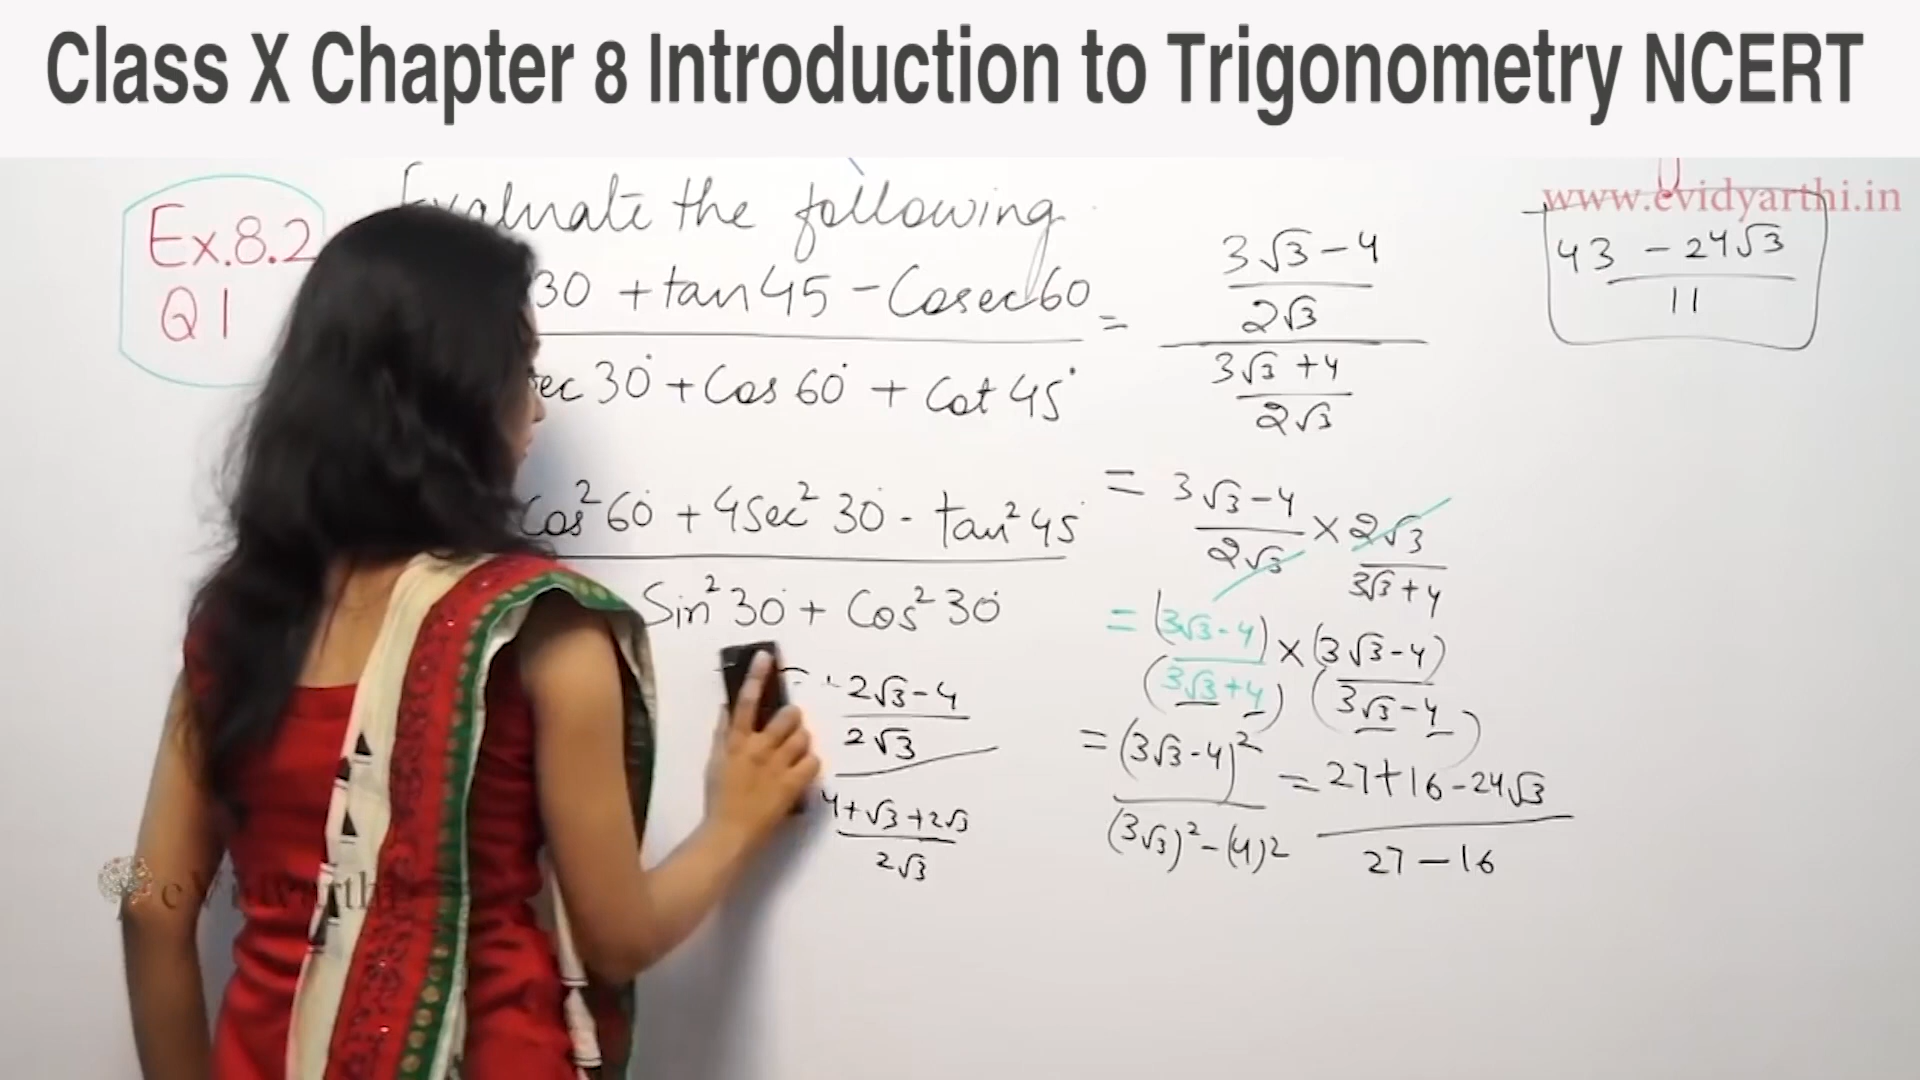 Class X Chapter 8 Introduction to Trigonometry NCERT
www.evidyarthi.in
Ex.8.2
Q1
Evaluate the following
30 + tan 45 - Cosec 60
sec 30° + Cos 60° + Cot 45°
=
3√3 - 4
2√3
3√3 + 4
2√3
43 - 24√3
11
Cos² 60° + 4 Sec² 30° - tan² 45°
Sin² 30° + Cos² 30°
2√3 - 4
2√3
4 + √3 + 2√3
2√3
= 3√3 - 4 × 2√3
2√3 3√3 + 4
= (3√3 - 4) × (3√3 - 4)
(3√3 + 4) (3√3 - 4)
= (3√3 - 4)² = 27 + 16 - 24√3
(3√3)² - (4)² 27 - 16
eVidyarthi